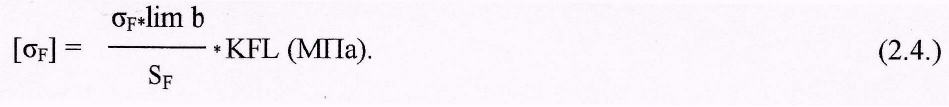 σF*lim b
[σF] = ———— * KFL (МПа). (2.4.)
SF